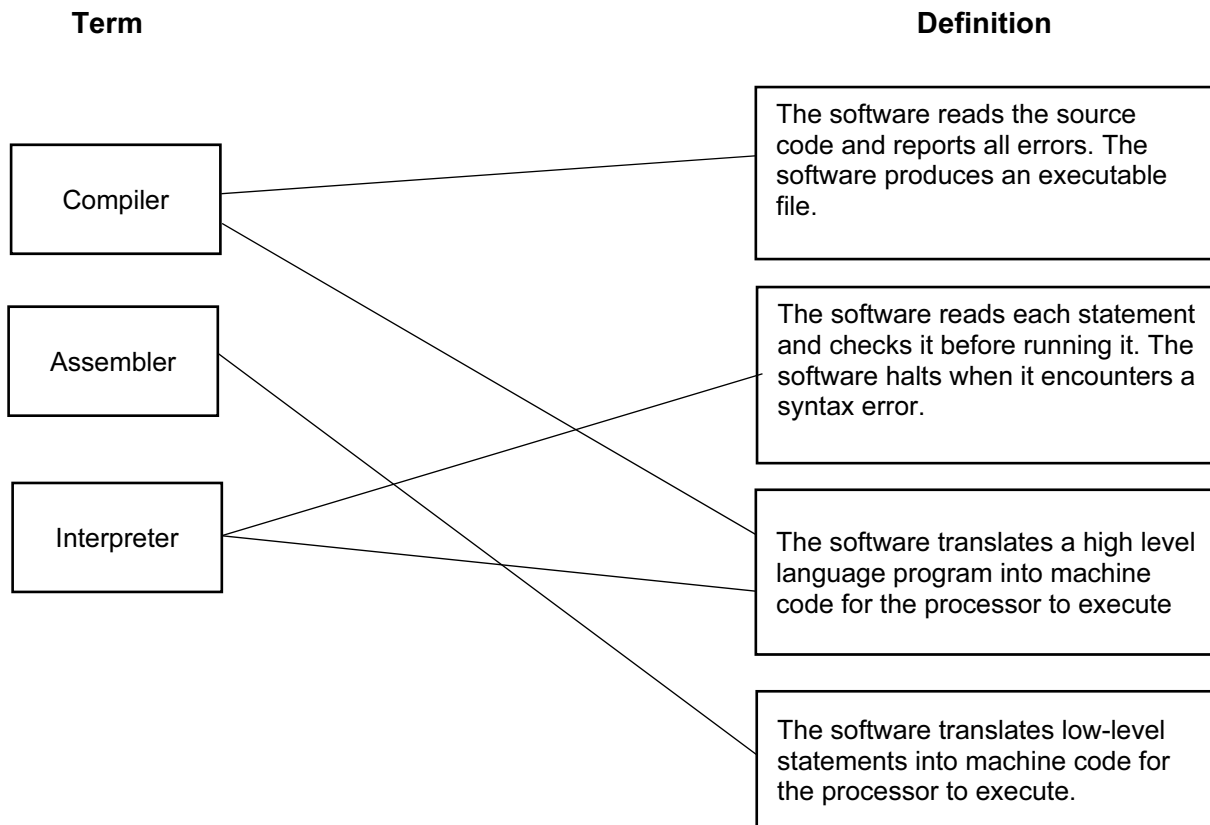 Term
Definition
Compiler
Assembler
Interpreter
The software reads the source
code and reports all errors. The
software produces an executable
file.
The software reads each statement
and checks it before running it. The
software halts when it encounters a
syntax error.
The software translates a high level
language program into machine
code for the processor to execute
The software translates low-level
statements into machine code for
the processor to execute.